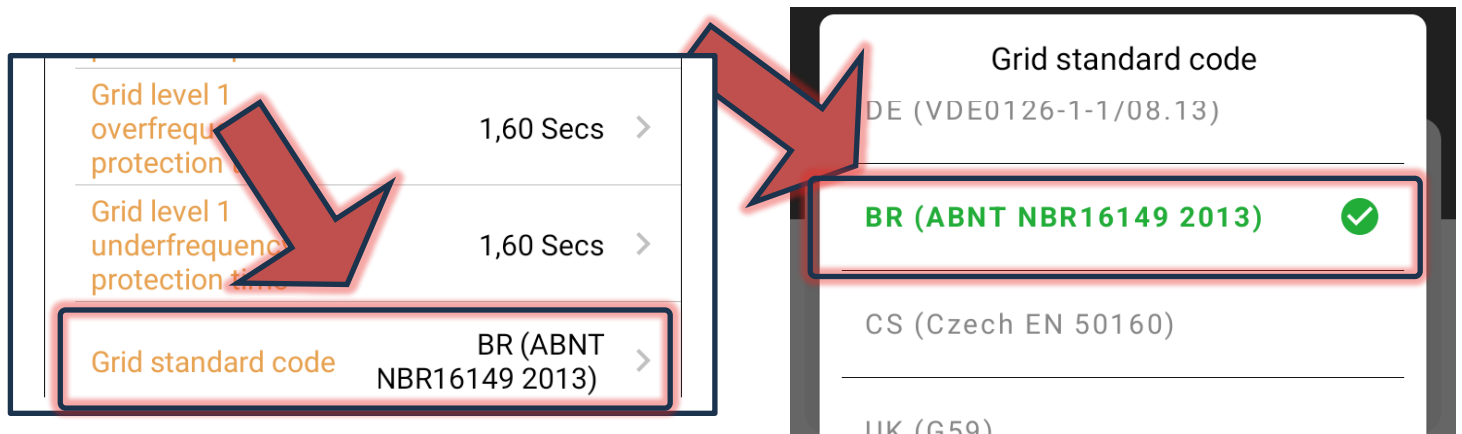 Grid level 1
overfrequ
protection
1,60 Secs
Grid level 1
underfrequenc
protection time
1,60 Secs
Grid standard code
BR (ABNT
NBR16149 2013)
Grid standard code
DE (VDE0126-1-1/08.13)
BR (ABNT NBR16149 2013)
CS (Czech EN 50160)
UK (G59)